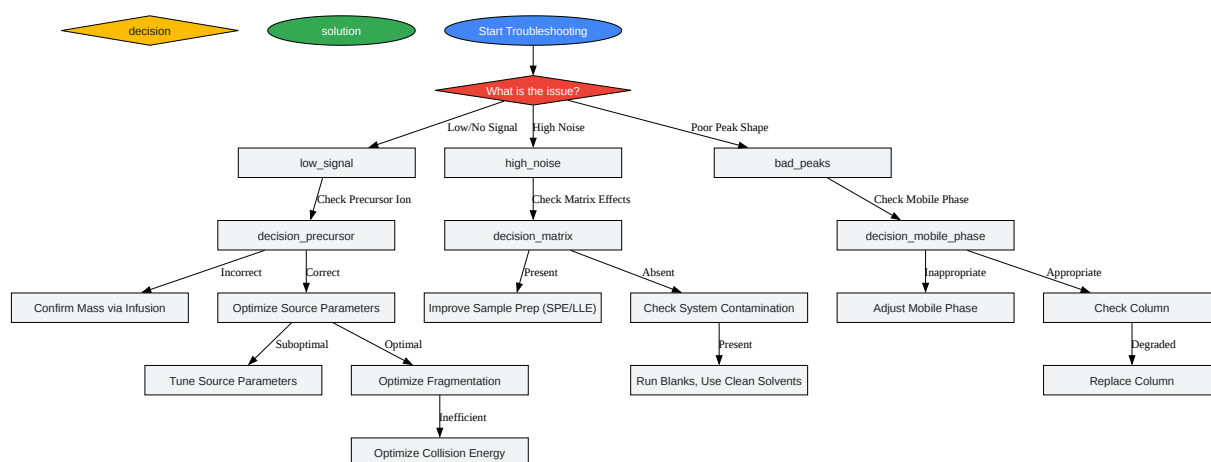 decision
solution
Start Troubleshooting
What is the issue?
Low/No Signal
High Noise
Poor Peak Shape
low_signal
high_noise
bad_peaks
Check Precursor Ion
Check Matrix Effects
Check Mobile Phase
decision_precursor
decision_matrix
decision_mobile_phase
Incorrect
Correct
Present
Absent
Inappropriate
Appropriate
Confirm Mass via Infusion
Optimize Source Parameters
Improve Sample Prep (SPE/LLE)
Check System Contamination
Adjust Mobile Phase
Check Column
Suboptimal
Optimal
Present
Degraded
Tune Source Parameters
Optimize Fragmentation
Run Blanks, Use Clean Solvents
Replace Column
Inefficient
Optimize Collision Energy